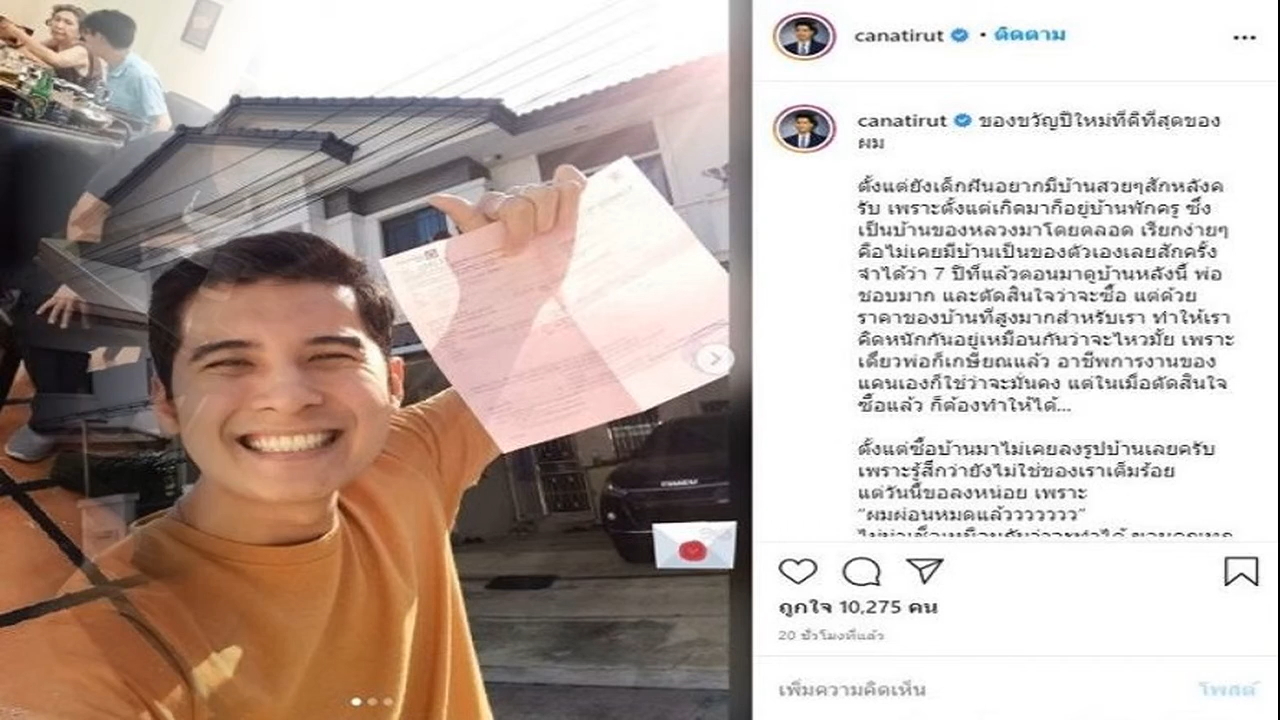 canatirut • ติดตาม
canatirut ของขวัญปีใหม่ที่ดีที่สุดของ
ผม
ตั้งแต่ยังเด็กฝันอยากมีบ้านสวยๆสักหลังค
รับ เพราะตั้งแต่เกิดมาก็อยู่บ้านพักครู ซึ่ง
เป็นบ้านของหลวงมาโดยตลอด เรียกง่ายๆ
คือไม่เคยมีบ้านเป็นของตัวเองเลยสักครั้ง
จำได้ว่า 7 ปีที่แล้วตอนมาดูบ้านหลังนี้ พ่อ
ชอบมาก และตัดสินใจว่าจะซื้อ แต่ด้วย
ราคาของบ้านที่สูงมากสำหรับเรา ทำให้เรา
คิดหนักกันอยู่เหมือนกันว่าจะไหวมั้ย เพราะ
เดี๋ยวพ่อก็เกษียณแล้ว อาชีพการงานของ
แคนเองก็ใช่ว่าจะมั่นคง แต่ในเมื่อตัดสินใจ
ซื้อแล้ว ก็ต้องทำให้ได้...
ตั้งแต่ซื้อบ้านมาไม่เคยลงรูปบ้านเลยครับ
เพราะรู้สึกว่ายังไม่ใช่ของเราเต็มร้อย
แต่วันนี้ขอลงหน่อย เพราะ
“ผมผ่อนหมดแล้ววววววว”
ถูกใจ 10,275 คน
20 ชั่วโมงที่แล้ว
เพิ่มความคิดเห็น
โพสต์